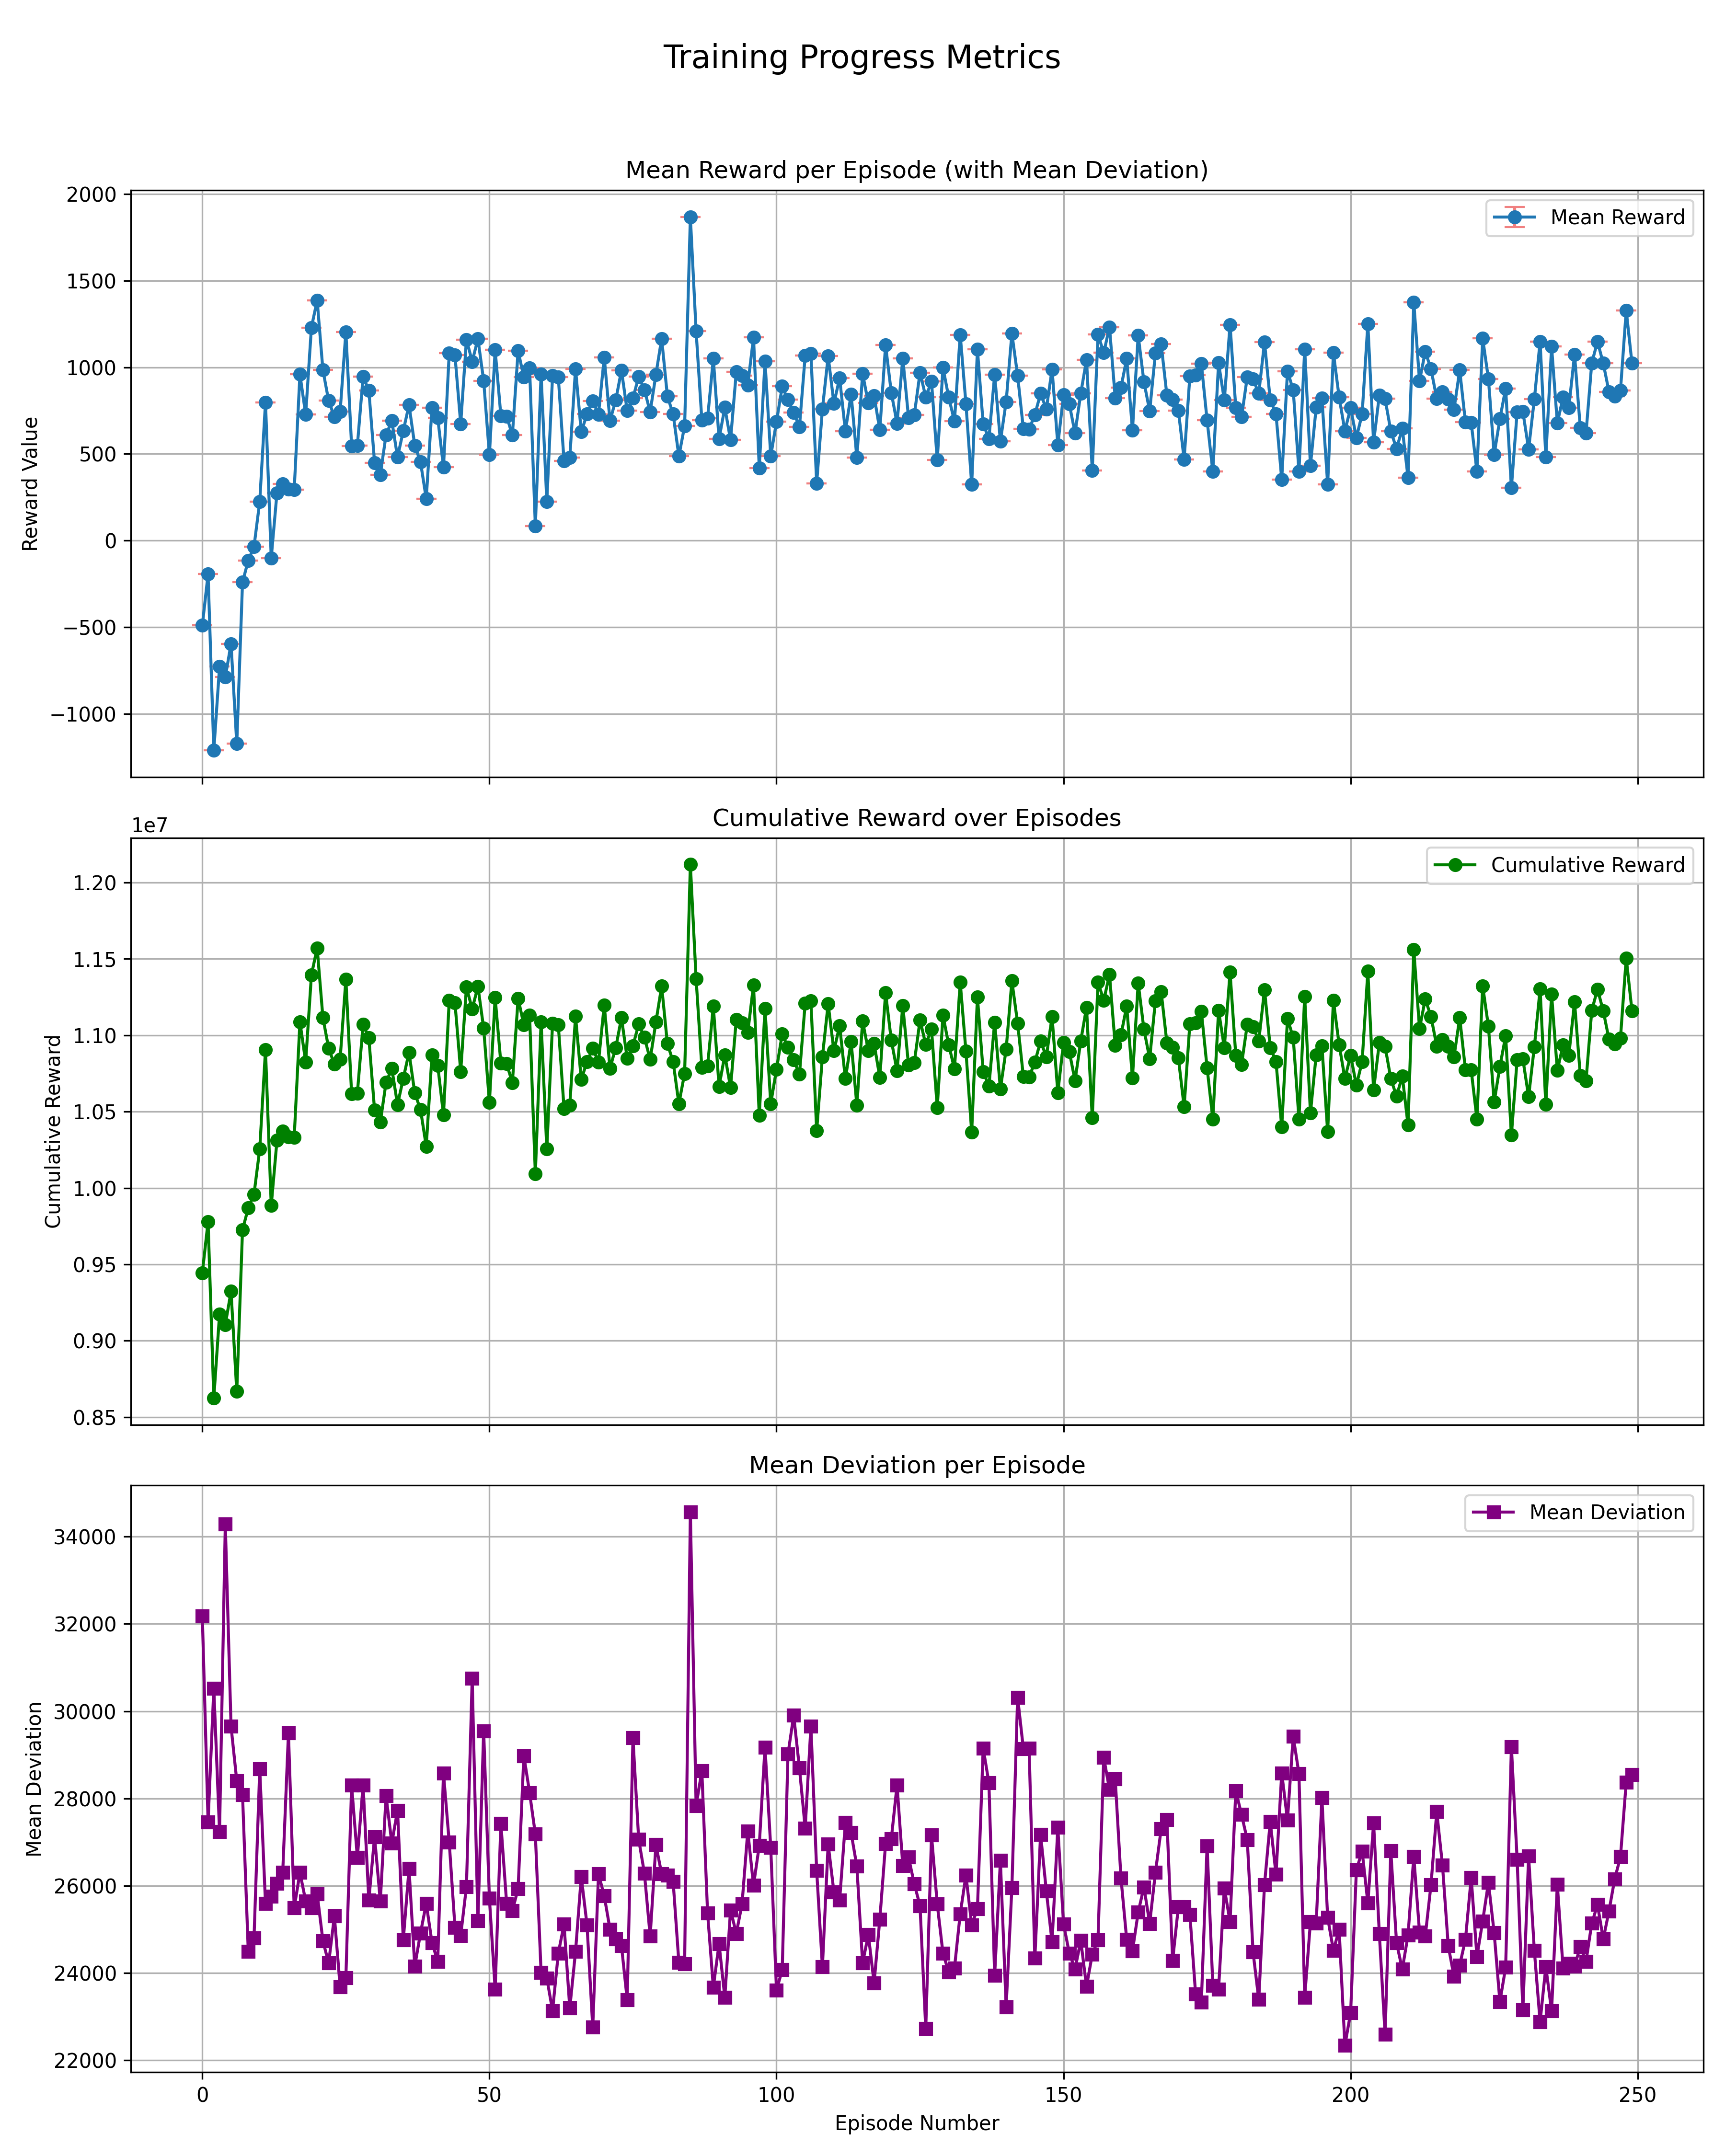 Training Progress Metrics
Mean Reward per Episode (with Mean Deviation)
Mean Reward
Reward Value
2000
1500
1000
500
0
−500
−1000
Cumulative Reward over Episodes
1e7
Cumulative Reward
Cumulative Reward
1.20
1.15
1.10
1.05
1.00
0.95
0.90
0.85
Mean Deviation per Episode
Mean Deviation
Mean Deviation
34000
32000
30000
28000
26000
24000
22000
0 50 100 150 200 250
Episode Number